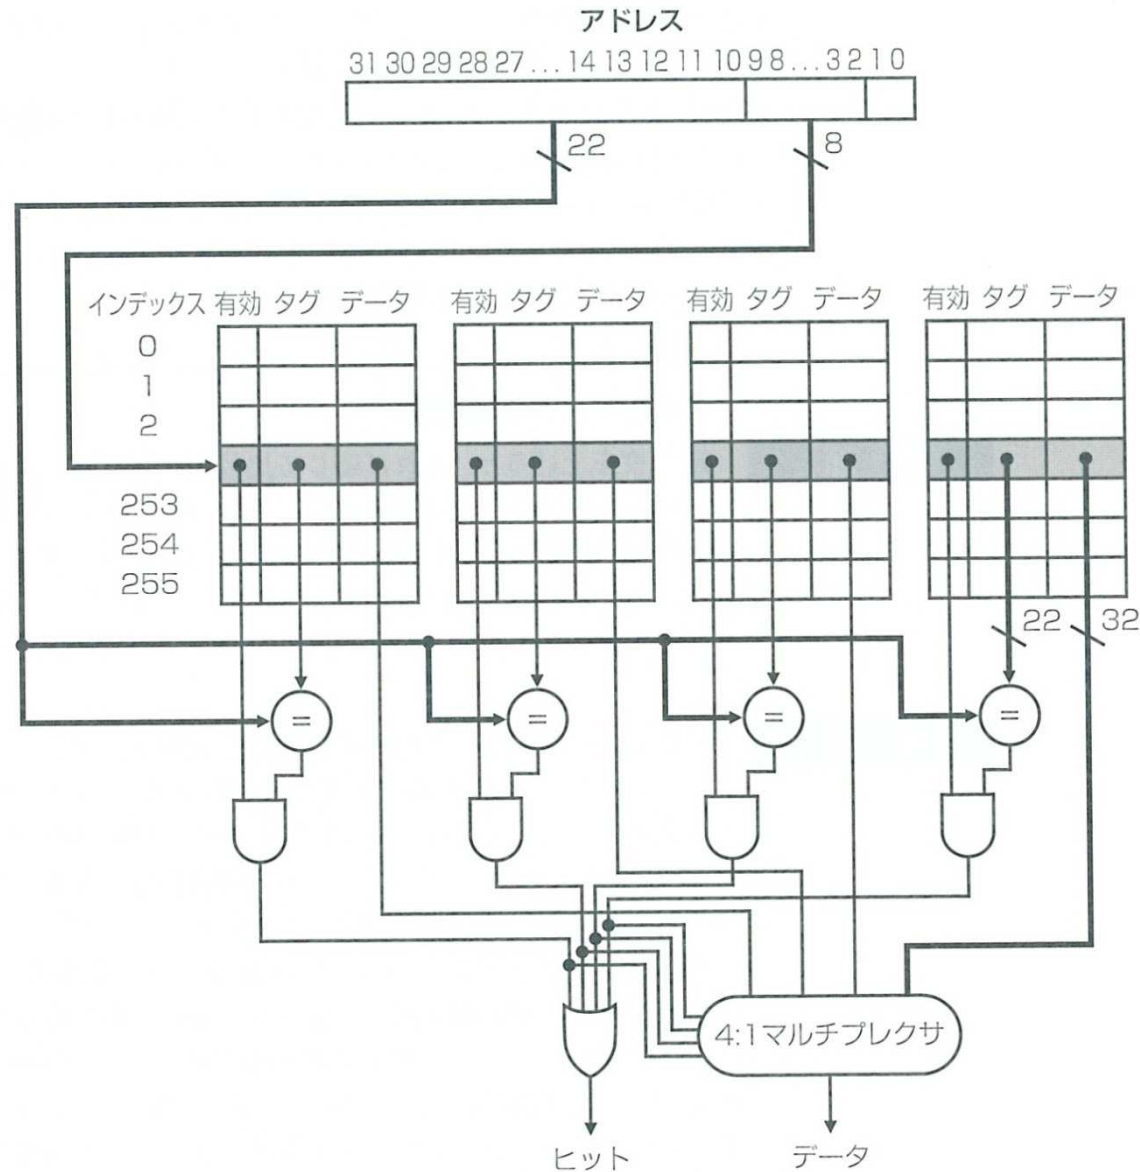 アドレス
31 30 29 28 27...14 13 12 11 10 9 8...3 2 1 0
22
8
インデックス 有効 タグ データ 有効 タグ データ 有効 タグ データ 有効 タグ データ
0
1
2
253
254
255
22 32
= = = =
4:1マルチプレクサ
ヒット データ